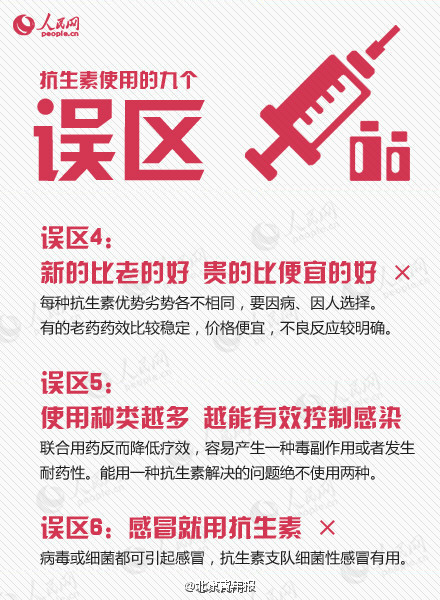 人民网
people.cn
抗生素使用的九个
误区
误区4：
新的比老的好 贵的比便宜的好 ×
每种抗生素优势劣势各不相同，要因病、因人选择。
有的老药药效比较稳定，价格便宜，不良反应较明确。
误区5：
使用种类越多 越能有效控制感染
联合用药反而降低疗效，容易产生一种毒副作用或者发生
耐药性。能用一种抗生素解决的问题绝不使用两种。
误区6：感冒就用抗生素 ×
病毒或细菌都可引起感冒，抗生素支队细菌性感冒有用。
@北京青年报